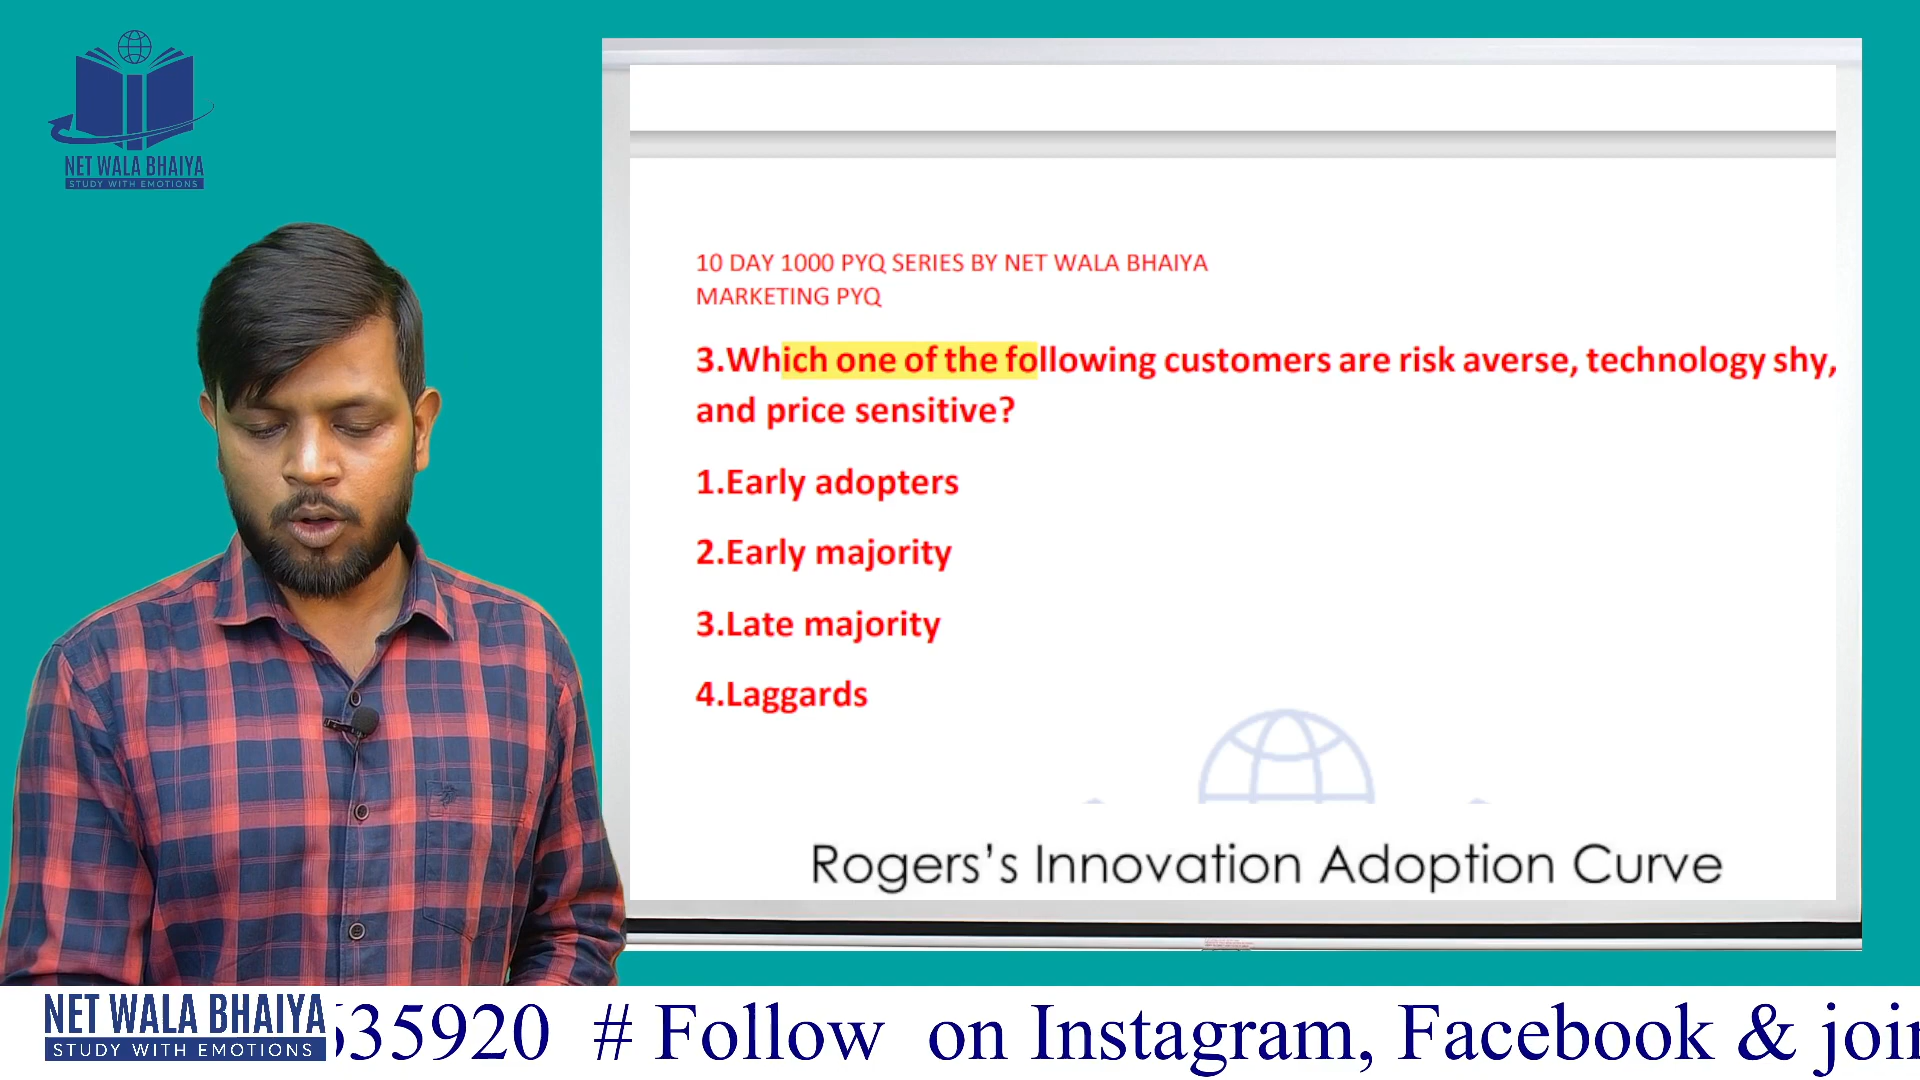 NET WALA BHAIYA
STUDY WITH EMOTIONS
10 DAY 1000 PYQ SERIES BY NET WALA BHAIYA
MARKETING PYQ
3.Which one of the following customers are risk averse, technology shy,
and price sensitive?
1.Early adopters
2.Early majority
3.Late majority
4.Laggards
Rogers’s Innovation Adoption Curve
NET WALA BHAIYA
STUDY WITH EMOTIONS
535920 # Follow on Instagram, Facebook & join